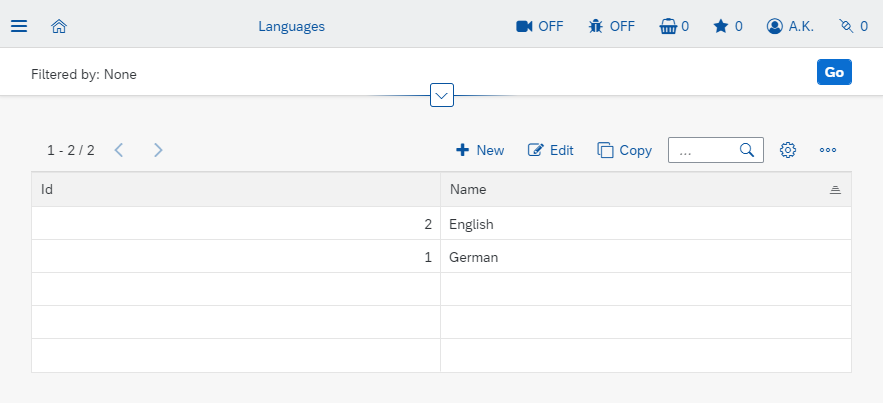 Languages OFF OFF 0 0 A.K. 0
Filtered by: None Go
1 - 2 / 2 New Edit Copy ...
Id Name
2 English
1 German